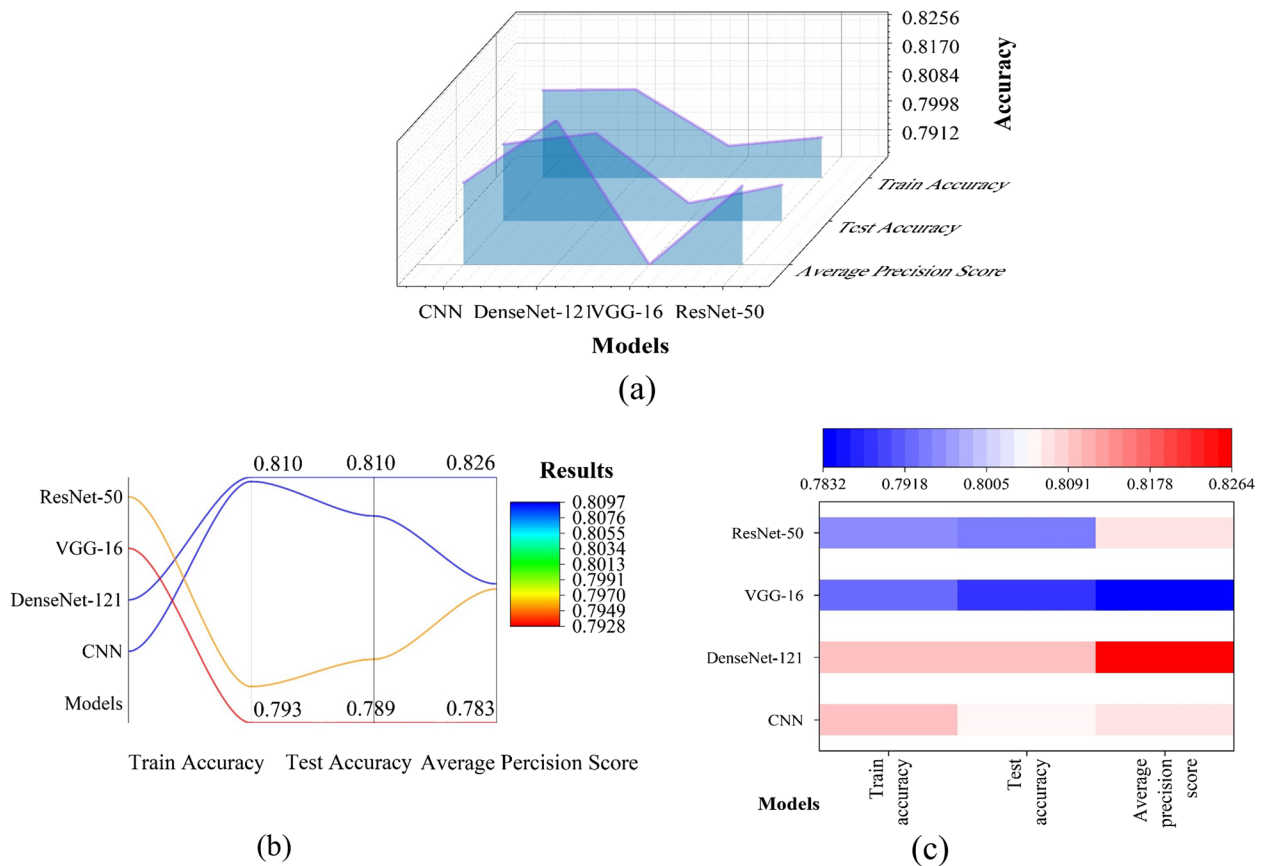 0.8256
0.8170
0.8084
0.7998
0.7912
Accuracy
Train Accuracy
Test Accuracy
Average Precision Score
CNN DenseNet-121 VGG-16 ResNet-50
Models
(a)
0.810 0.810 0.826
ResNet-50
VGG-16
DenseNet-121
CNN
Models
0.793 0.789 0.783
Train Accuracy Test Accuracy Average Percision Score
Results
0.8097
0.8076
0.8055
0.8034
0.8013
0.7991
0.7970
0.7949
0.7928
(b)
0.7832 0.7918 0.8005 0.8091 0.8178 0.8264
ResNet-50
VGG-16
DenseNet-121
CNN
Train
accuracy
Test
accuracy
Average
precision
score
Models
(c)